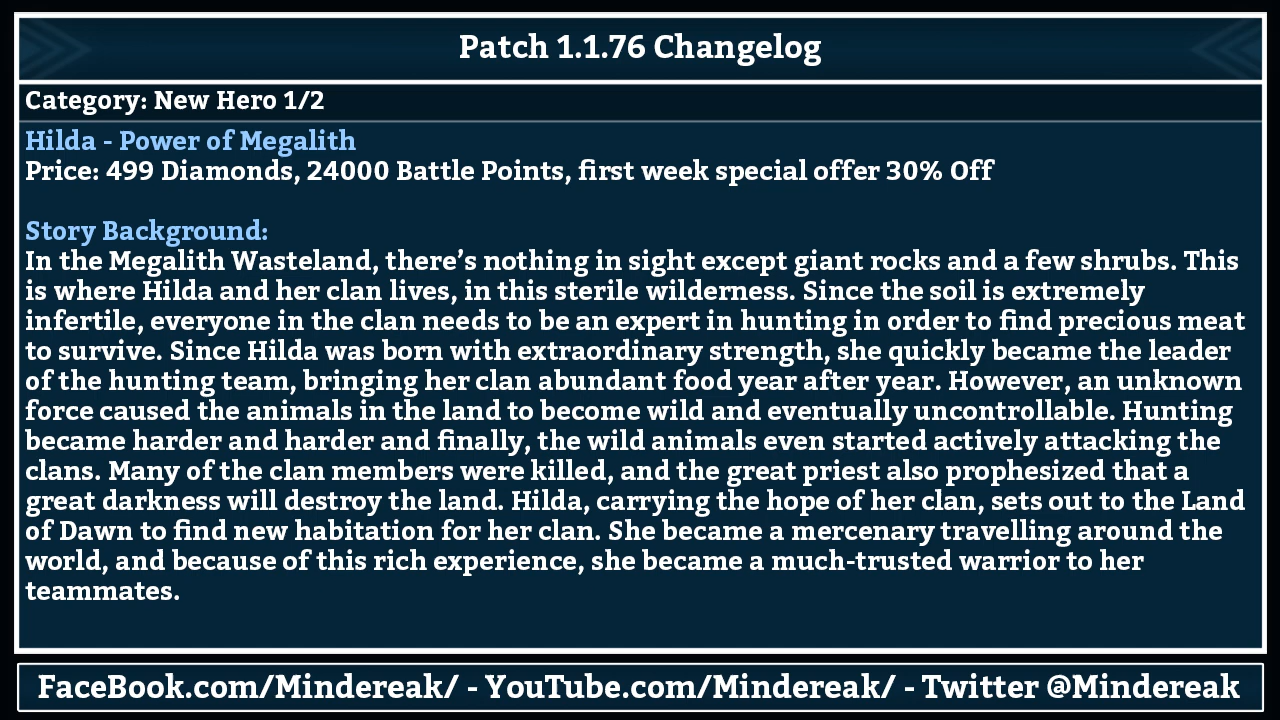 Patch 1.1.76 Changelog
Category: New Hero 1/2
Hilda - Power of Megalith
Price: 499 Diamonds, 24000 Battle Points, first week special offer 30% Off
Story Background:
In the Megalith Wasteland, there’s nothing in sight except giant rocks and a few shrubs. This
is where Hilda and her clan lives, in this sterile wilderness. Since the soil is extremely
infertile, everyone in the clan needs to be an expert in hunting in order to find precious meat
to survive. Since Hilda was born with extraordinary strength, she quickly became the leader
of the hunting team, bringing her clan abundant food year after year. However, an unknown
force caused the animals in the land to become wild and eventually uncontrollable. Hunting
became harder and harder and finally, the wild animals even started actively attacking the
clans. Many of the clan members were killed, and the great priest also prophesized that a
great darkness will destroy the land. Hilda, carrying the hope of her clan, sets out to the Land
of Dawn to find new habitation for her clan. She became a mercenary travelling around the
world, and because of this rich experience, she became a much-trusted warrior to her
teammates.
FaceBook.com/Mindereak/ - YouTube.com/Mindereak/ - Twitter @Mindereak